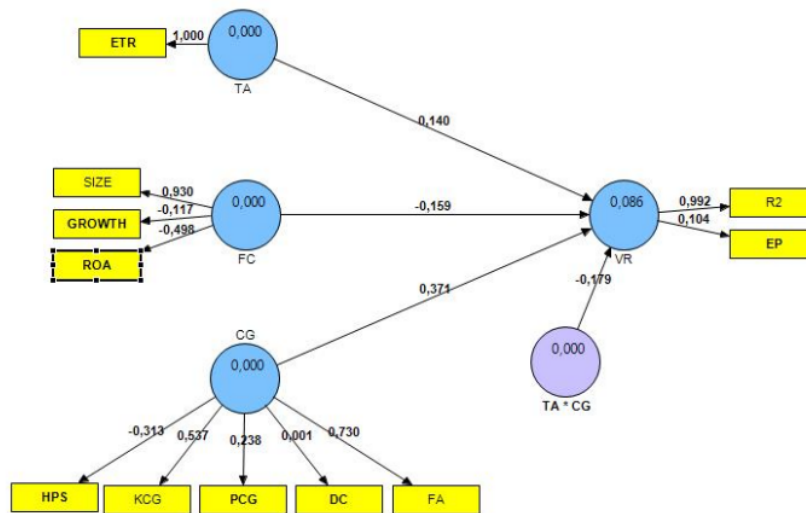 0,000
ETR
1,000
TA
0,140
SIZE
0,930
0,000
0,086
0,992
R2
GROWTH
-0,117
-0,159
0,104
-0,498
EP
ROA
FC
VR
-0,179
0,371
CG
0,000
0,000
TA * CG
-0,313
0,537
0,238
0,001
0,730
HPS
KCG
PCG
DC
FA